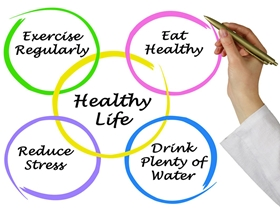 Exercise
Regularly
Eat
Healthy
Healthy
Life
Reduce
Stress
Drink
Plenty of
Water